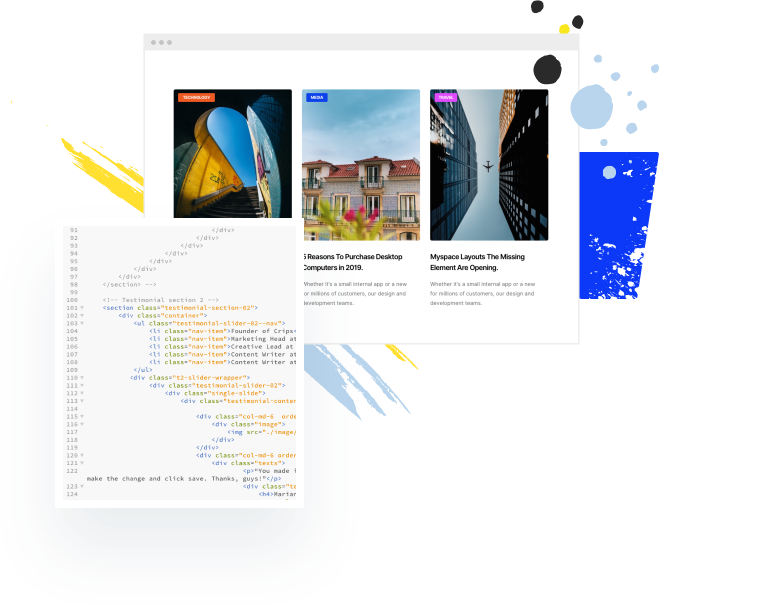 TECHNOLOGY
MEDIA
TRAVEL
5 Reasons To Purchase Desktop
Computers in 2019.
Whether it's a small internal app or a new
or millions of customers, our design and
development teams.
Myspace Layouts The Missing
Element Are Opening.
Whether it's a small internal app or a new
for millions of customers, our design and
development teams.
91 </div>
92 </div>
93 </div>
94 </div>
95 </div>
96 </div>
97 </div>
98 </section> -->
99
100 <!-- Testimonial section 2 -->
101 <section class="testimonial-section-02">
102 <div class="container">
103 <ul class="testimonial-slider-02--nav">
104 <li class="nav-item">Founder of Crips<
105 <li class="nav-item">Marketing Head at
106 <li class="nav-item">Creative Lead at
107 <li class="nav-item">Content Writer at
108 <li class="nav-item">Content Writer at
109 </ul>
110 <div class="t2-slider-wrapper">
111 <div class="testimonial-slider-02">
112 <div class="single-slide">
113 <div class="testimonial-conten
114
115 <div class="col-md-6 orde
116 <div class="image">
117 <img src="./image/
118 </div>
119 </div>
120 <div class="col-md-6 orde
121 <div class="texts">
122 <p>"You made i
make the change and click save. Thanks, guys!"</p>
123 <div class="te
124 <h4>Marian